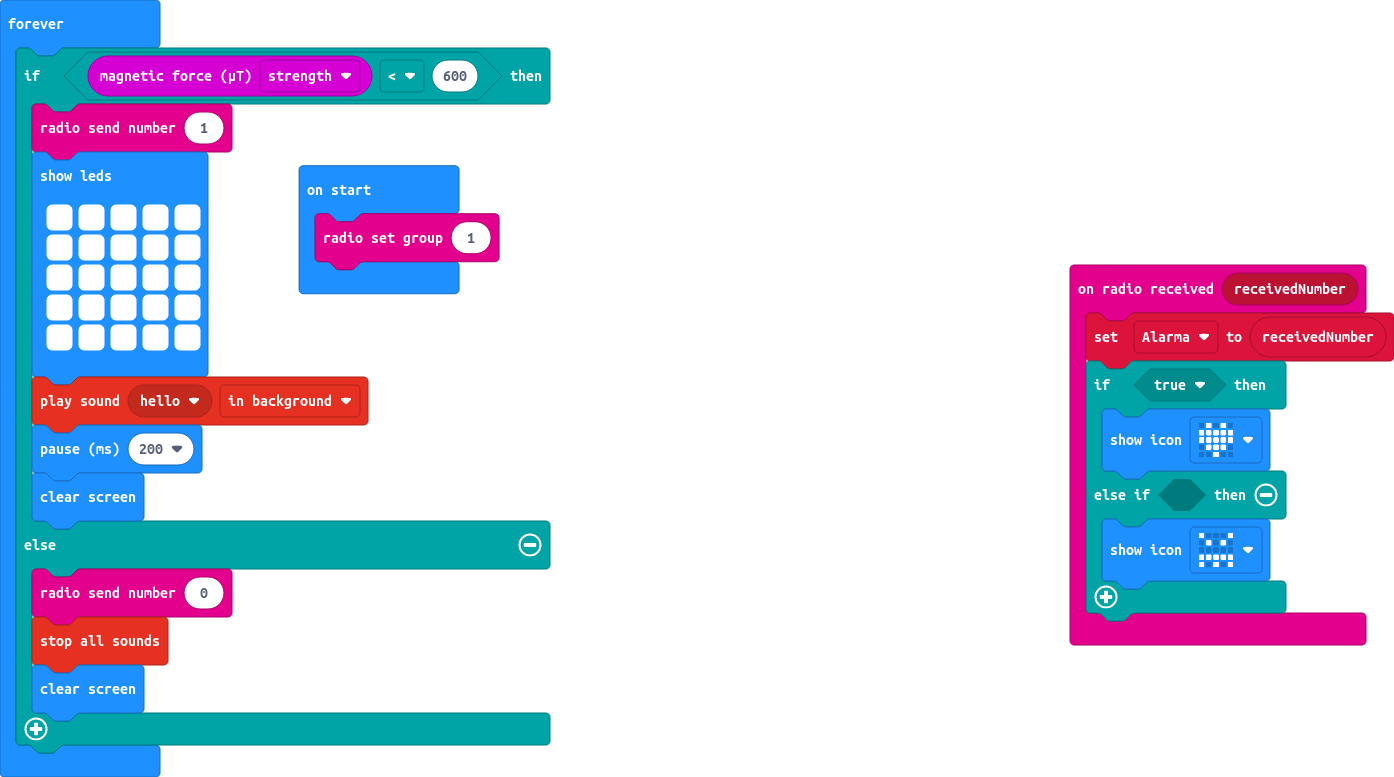 forever
if magnetic force (µT) strength < 600 then
radio send number 1
show leds
play sound hello in background
pause (ms) 200
clear screen
else
radio send number 0
stop all sounds
clear screen
on start
radio set group 1
on radio received receivedNumber
set Alarma to receivedNumber
if true then
show icon
else if then
show icon